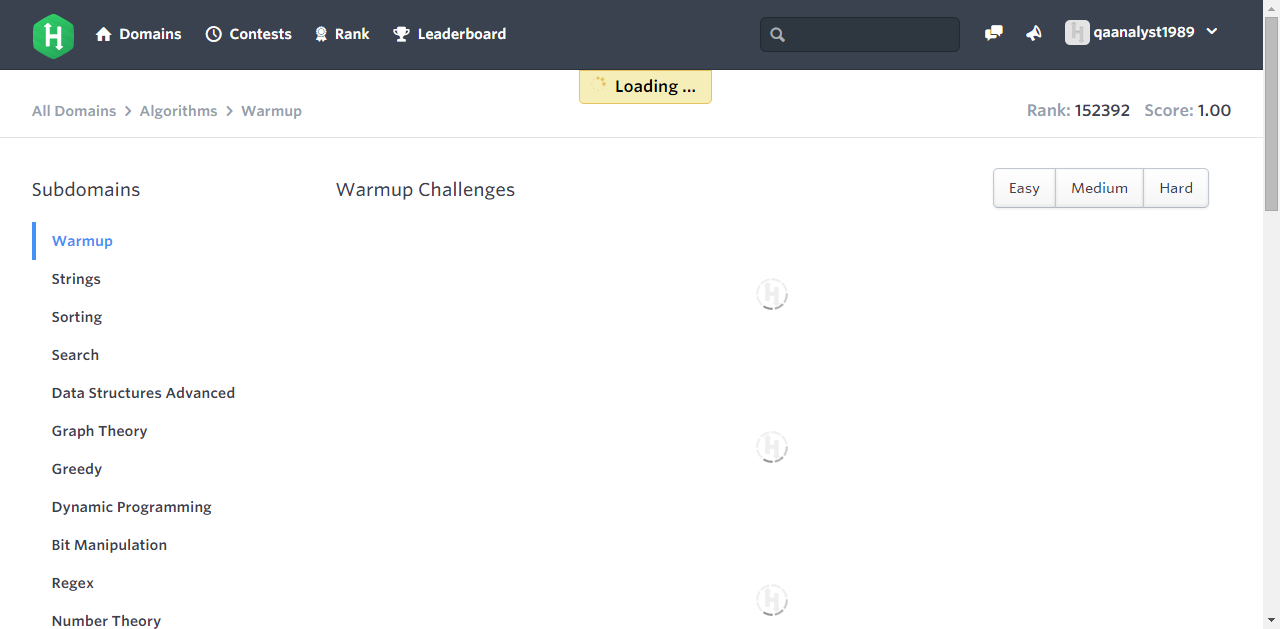 Domains Contests Rank Leaderboard qaanalyst1989
Loading ...
All Domains > Algorithms > Warmup Rank: 152392 Score: 1.00
Subdomains Warmup Challenges Easy Medium Hard
Warmup
Strings
Sorting
Search
Data Structures Advanced
Graph Theory
Greedy
Dynamic Programming
Bit Manipulation
Regex
Number Theory